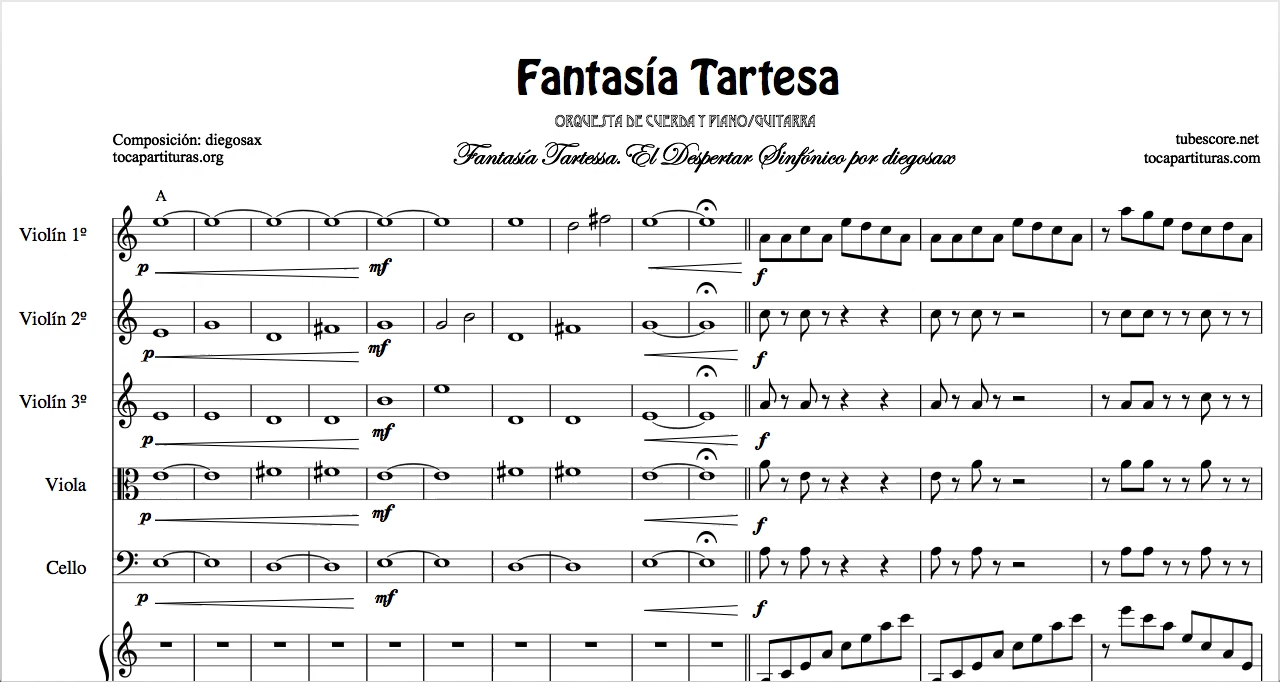 Fantasía Tartesa
ORQUESTA DE CUERDA Y PIANO/GUITARRA
Composición: diegosax
tocapartituras.org
Fantasía Tartessa. El Despertar Sinfónico por diegosax
tubescore.net
tocapartituras.com
A
Violín 1º
p mf f
Violín 2º
p mf f
Violín 3º
p mf f
Viola
p mf f
Cello
p mf f